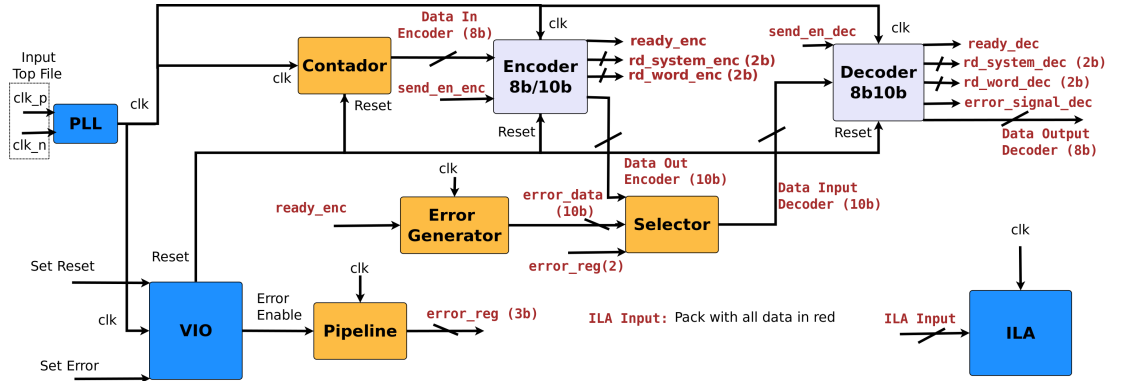 Input
Top File
clk_p
clk_n
PLL
clk
clk
Contador
Reset
Data In
Encoder (8b)
send_en_enc
clk
Encoder
8b/10b
Reset
ready_enc
rd_system_enc (2b)
rd_word_enc (2b)
send_en_dec
clk
Decoder
8b10b
Reset
ready_dec
rd_system_dec (2b)
rd_word_dec (2b)
error_signal_dec
Data Output
Decoder (8b)
Data Out
Encoder (10b)
Data Input
Decoder (10b)
clk
ready_enc
Error
Generator
error_data
(10b)
Selector
error_reg(2)
Set Reset
Reset
clk
VIO
Set Error
Error
Enable
clk
Pipeline
error_reg (3b)
ILA Input: Pack with all data in red
clk
ILA Input
ILA